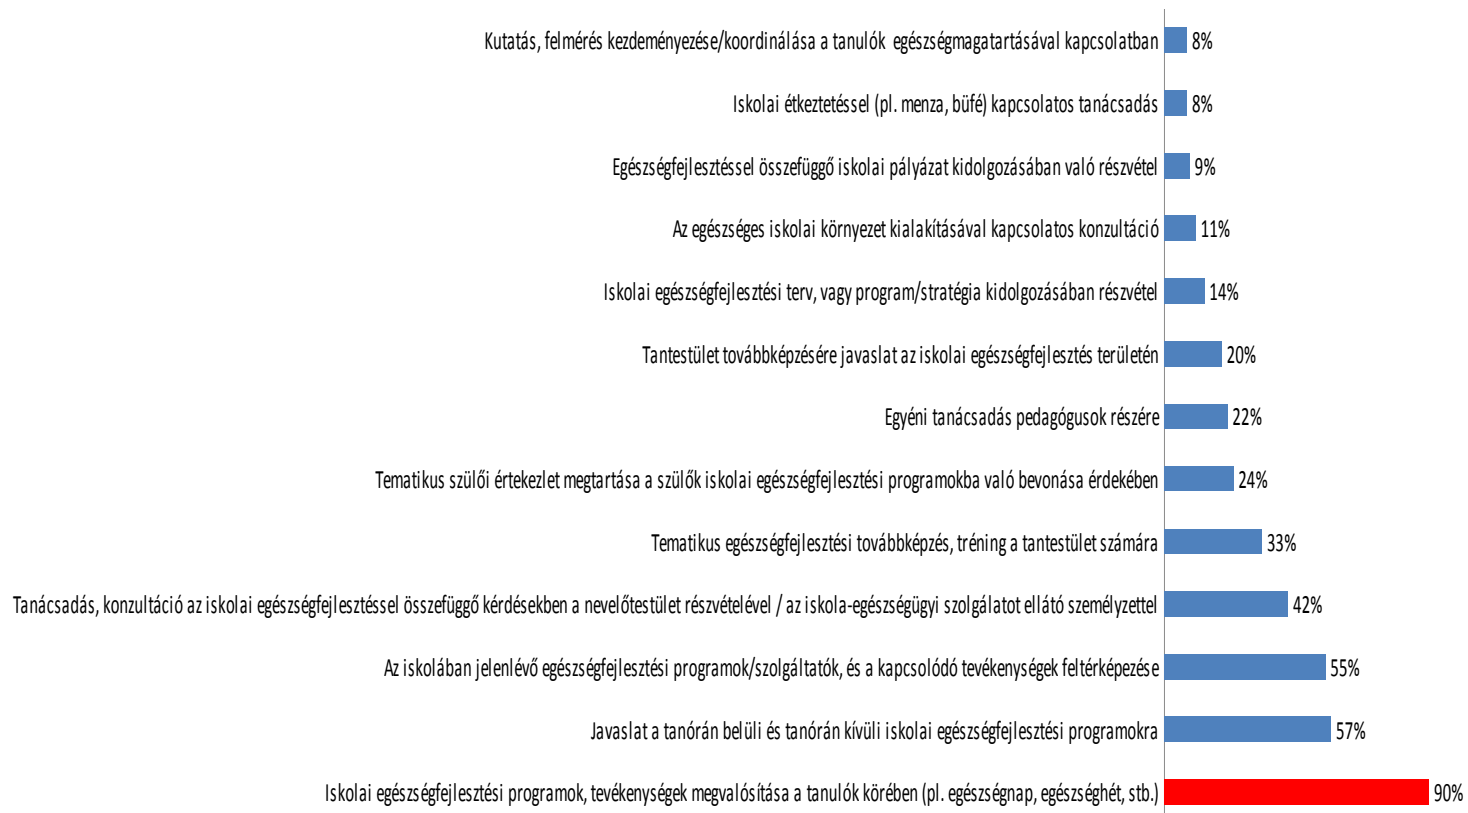 Kutatás, felmérés kezdeményezése/koordinálása a tanulók egészségmagatartásával kapcsolatban 8%
Iskolai étkeztetéssel (pl. menza, büfé) kapcsolatos tanácsadás 8%
Egészségfejlesztéssel összefüggő iskolai pályázat kidolgozásában való részvétel 9%
Az egészséges iskolai környezet kialakításával kapcsolatos konzultáció 11%
Iskolai egészségfejlesztési terv, vagy program/stratégia kidolgozásában részvétel 14%
Tantestület továbbképzésére javaslat az iskolai egészségfejlesztés területén 20%
Egyéni tanácsadás pedagógusok részére 22%
Tematikus szülői értekezlet megtartása a szülők iskolai egészségfejlesztési programokba való bevonása érdekében 24%
Tematikus egészségfejlesztési továbbképzés, tréning a tantestület számára 33%
Tanácsadás, konzultáció az iskolai egészségfejlesztéssel összefüggő kérdésekben a nevelőtestület részvételével / az iskola-egészségügyi szolgálatot ellátó személyzettel 42%
Az iskolában jelenlévő egészségfejlesztési programok/szolgáltatók, és a kapcsolódó tevékenységek feltérképezése 55%
Javaslat a tanórán belüli és tanórán kívüli iskolai egészségfejlesztési programokra 57%
Iskolai egészségfejlesztési programok, tevékenységek megvalósítása a tanulók körében (pl. egészségnap, egészséghét, stb.) 90%